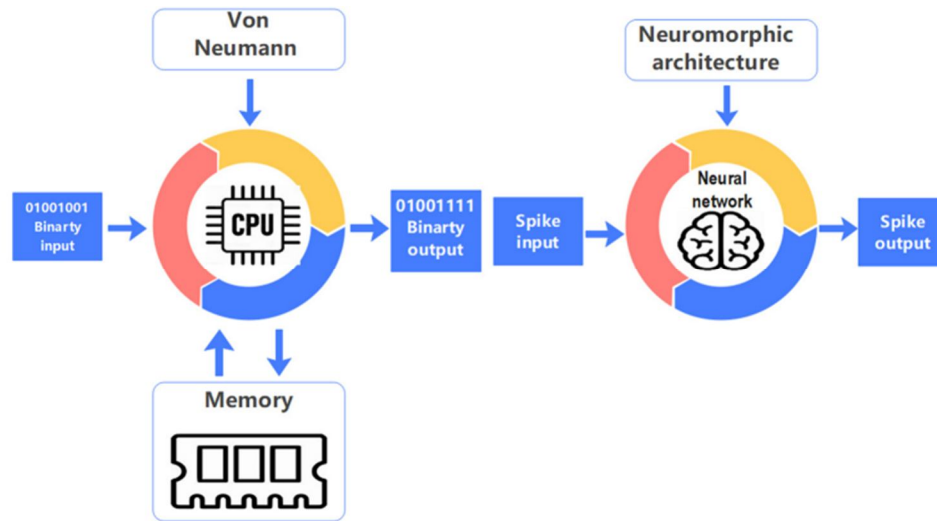 Von
Neumann
01001001
Binarty
input
CPU
01001111
Binarty
output
Memory
Neuromorphic
architecture
Spike
input
Neural
network
Spike
output